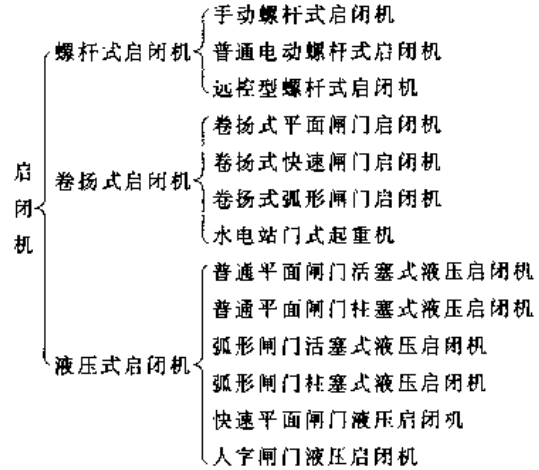 启闭机
螺杆式启闭机
手动螺杆式启闭机
普通电动螺杆式启闭机
远控型螺杆式启闭机
卷扬式启闭机
卷扬式平面闸门启闭机
卷扬式快速闸门启闭机
卷扬式弧形闸门启闭机
水电站门式起重机
液压式启闭机
普通平面闸门活塞式液压启闭机
普通平面闸门柱塞式液压启闭机
弧形闸门活塞式液压启闭机
弧形闸门柱塞式液压启闭机
快速平面闸门液压启闭机
人字闸门液压启闭机